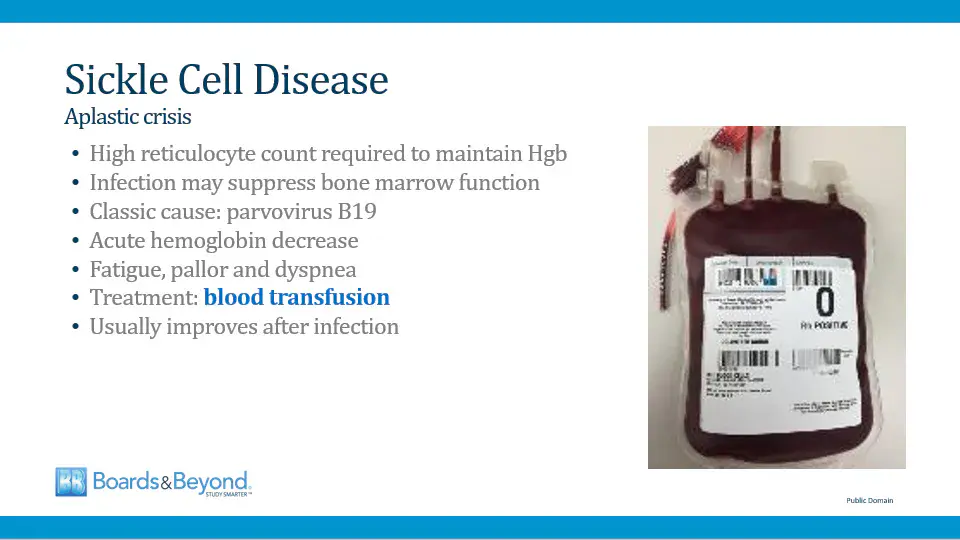 Sickle Cell Disease
Aplastic crisis
• High reticulocyte count required to maintain Hgb
• Infection may suppress bone marrow function
• Classic cause: parvovirus B19
• Acute hemoglobin decrease
• Fatigue, pallor and dyspnea
• Treatment: blood transfusion
• Usually improves after infection
O
Rh POSITIVE
BB Boards&Beyond.
STUDY SMARTER™
Public Domain